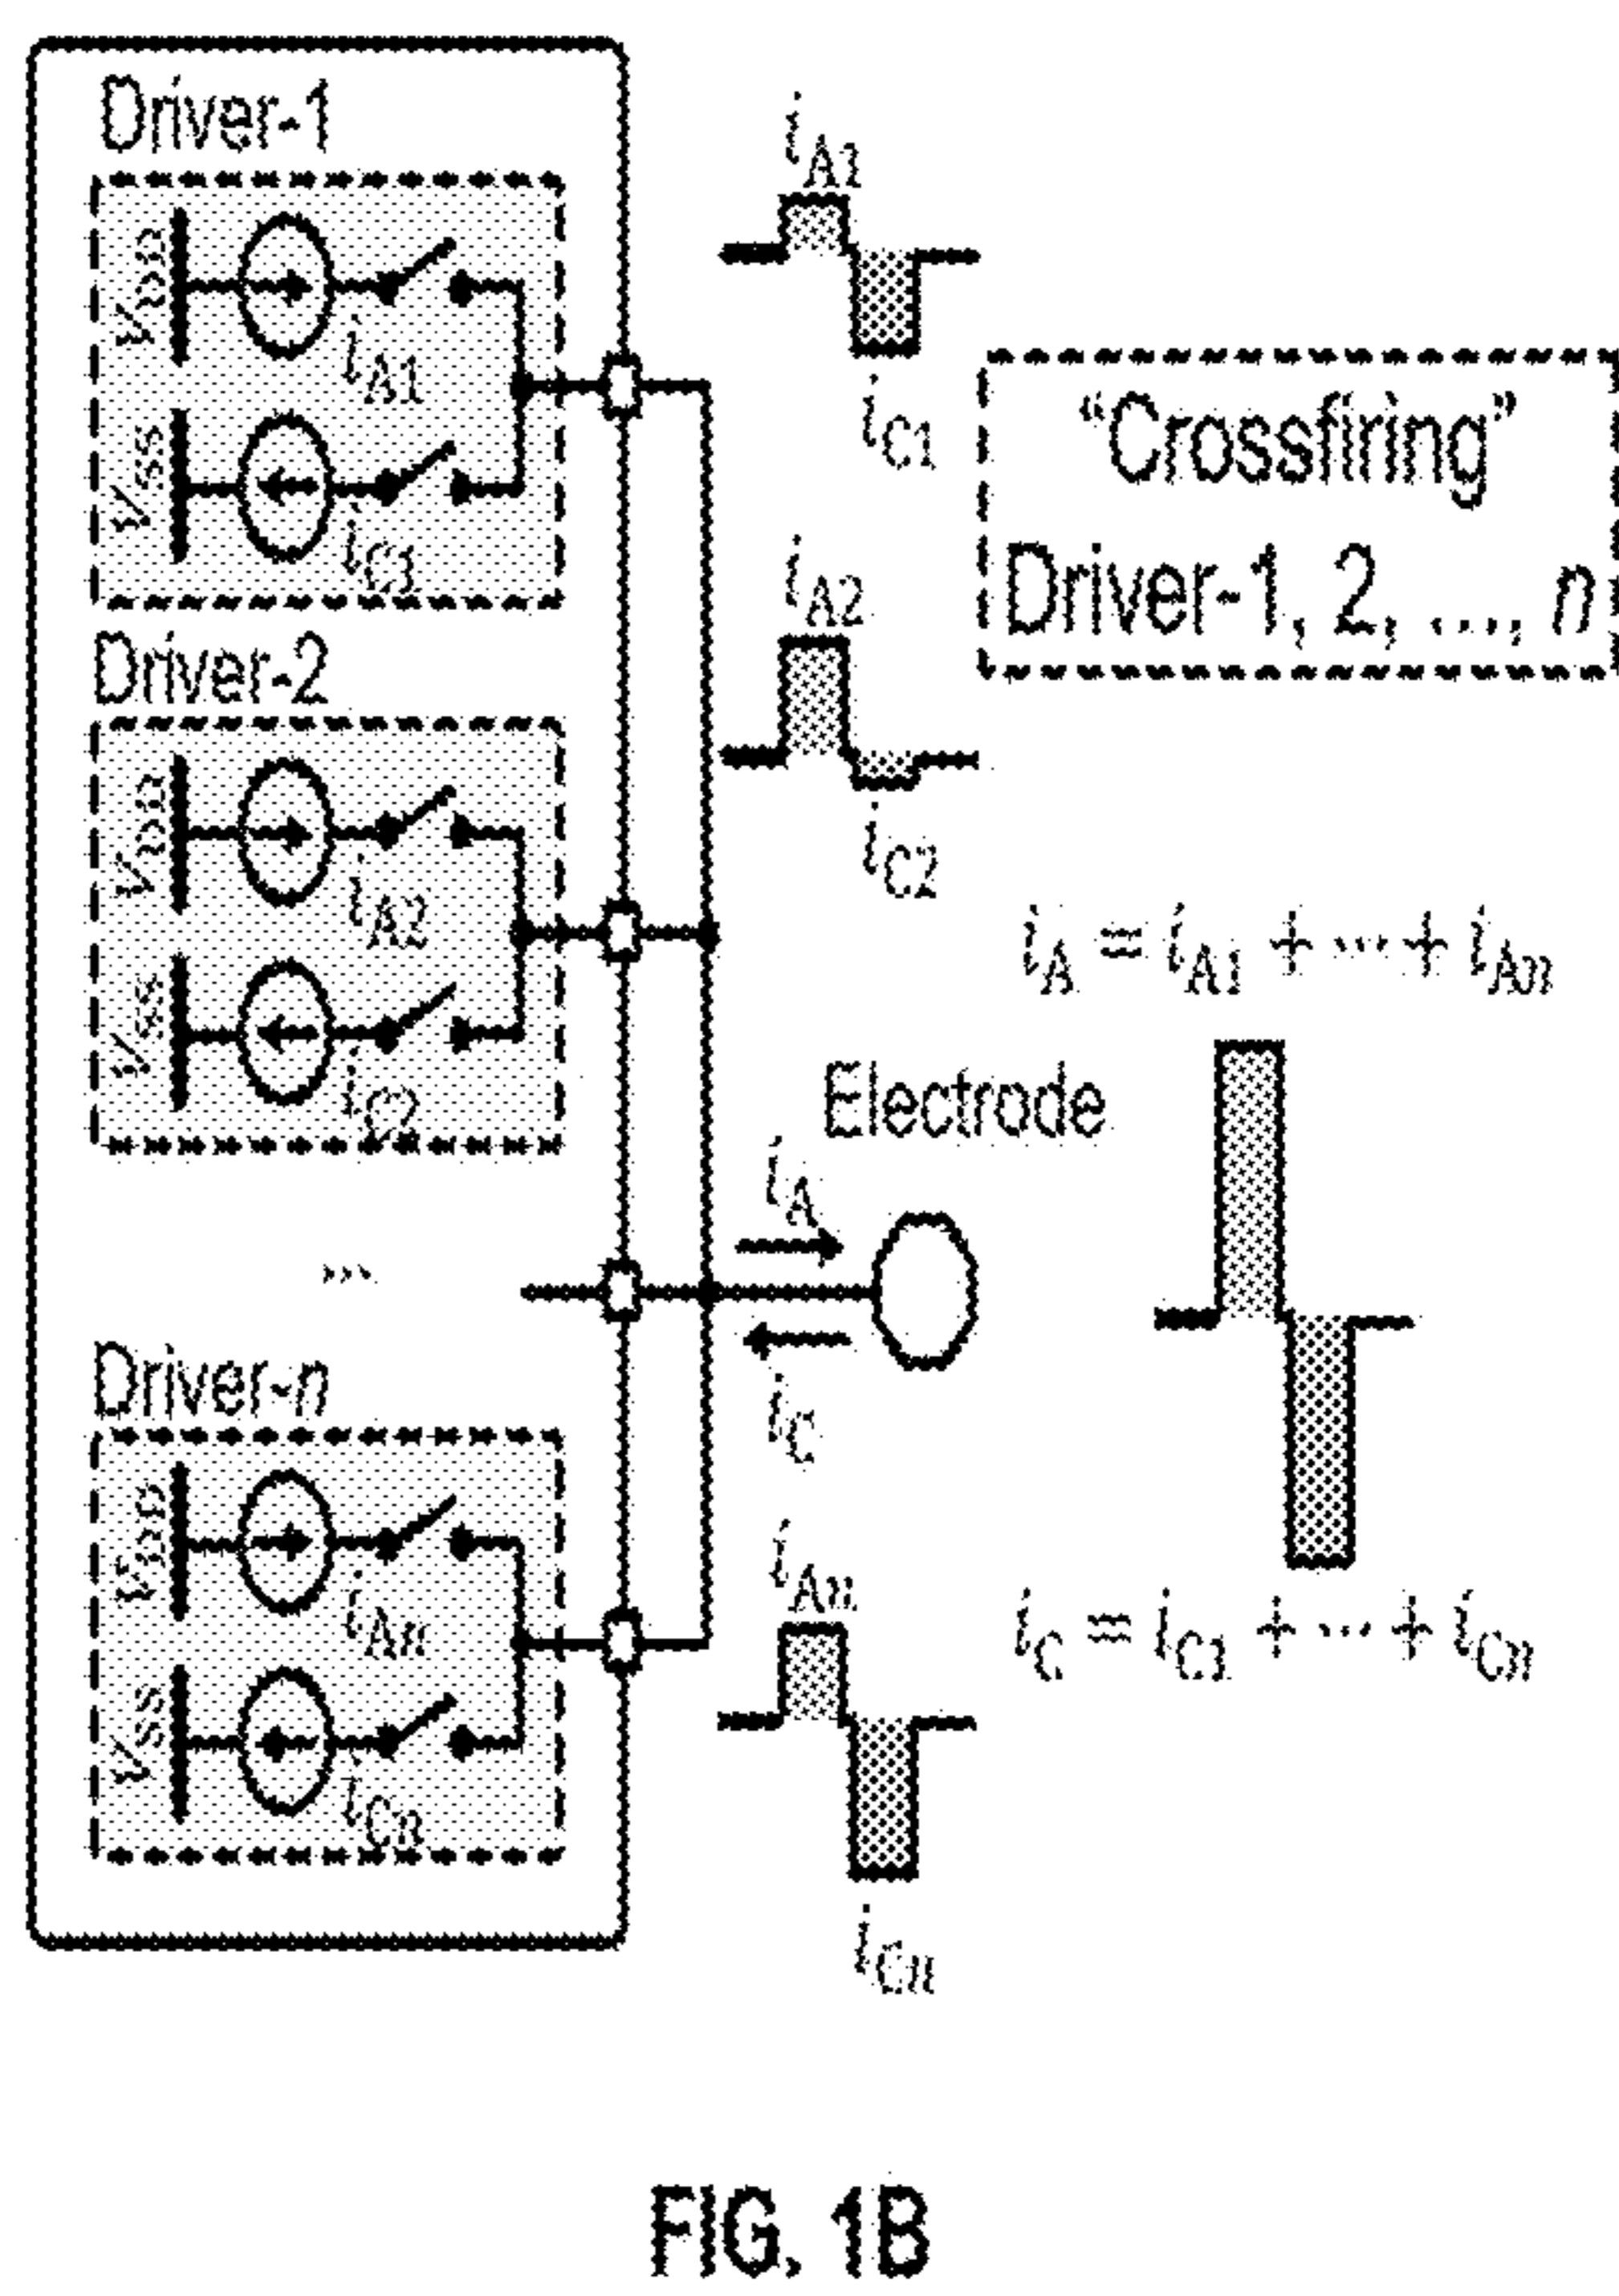 Driver-1
VDD
iA1
VSS
iC1
Driver-2
VDD
iA2
VSS
iC2
...
Driver-n
VDD
iAn
VSS
iCn
iA1
iC1
"Crossfiring"
Driver-1, 2, ..., n
iA2
iC2
iA = iA1 + ··· + iAn
Electrode
iA
iC
iC = iC1 + ··· + iCn
iAn
iCn
FIG. 1B